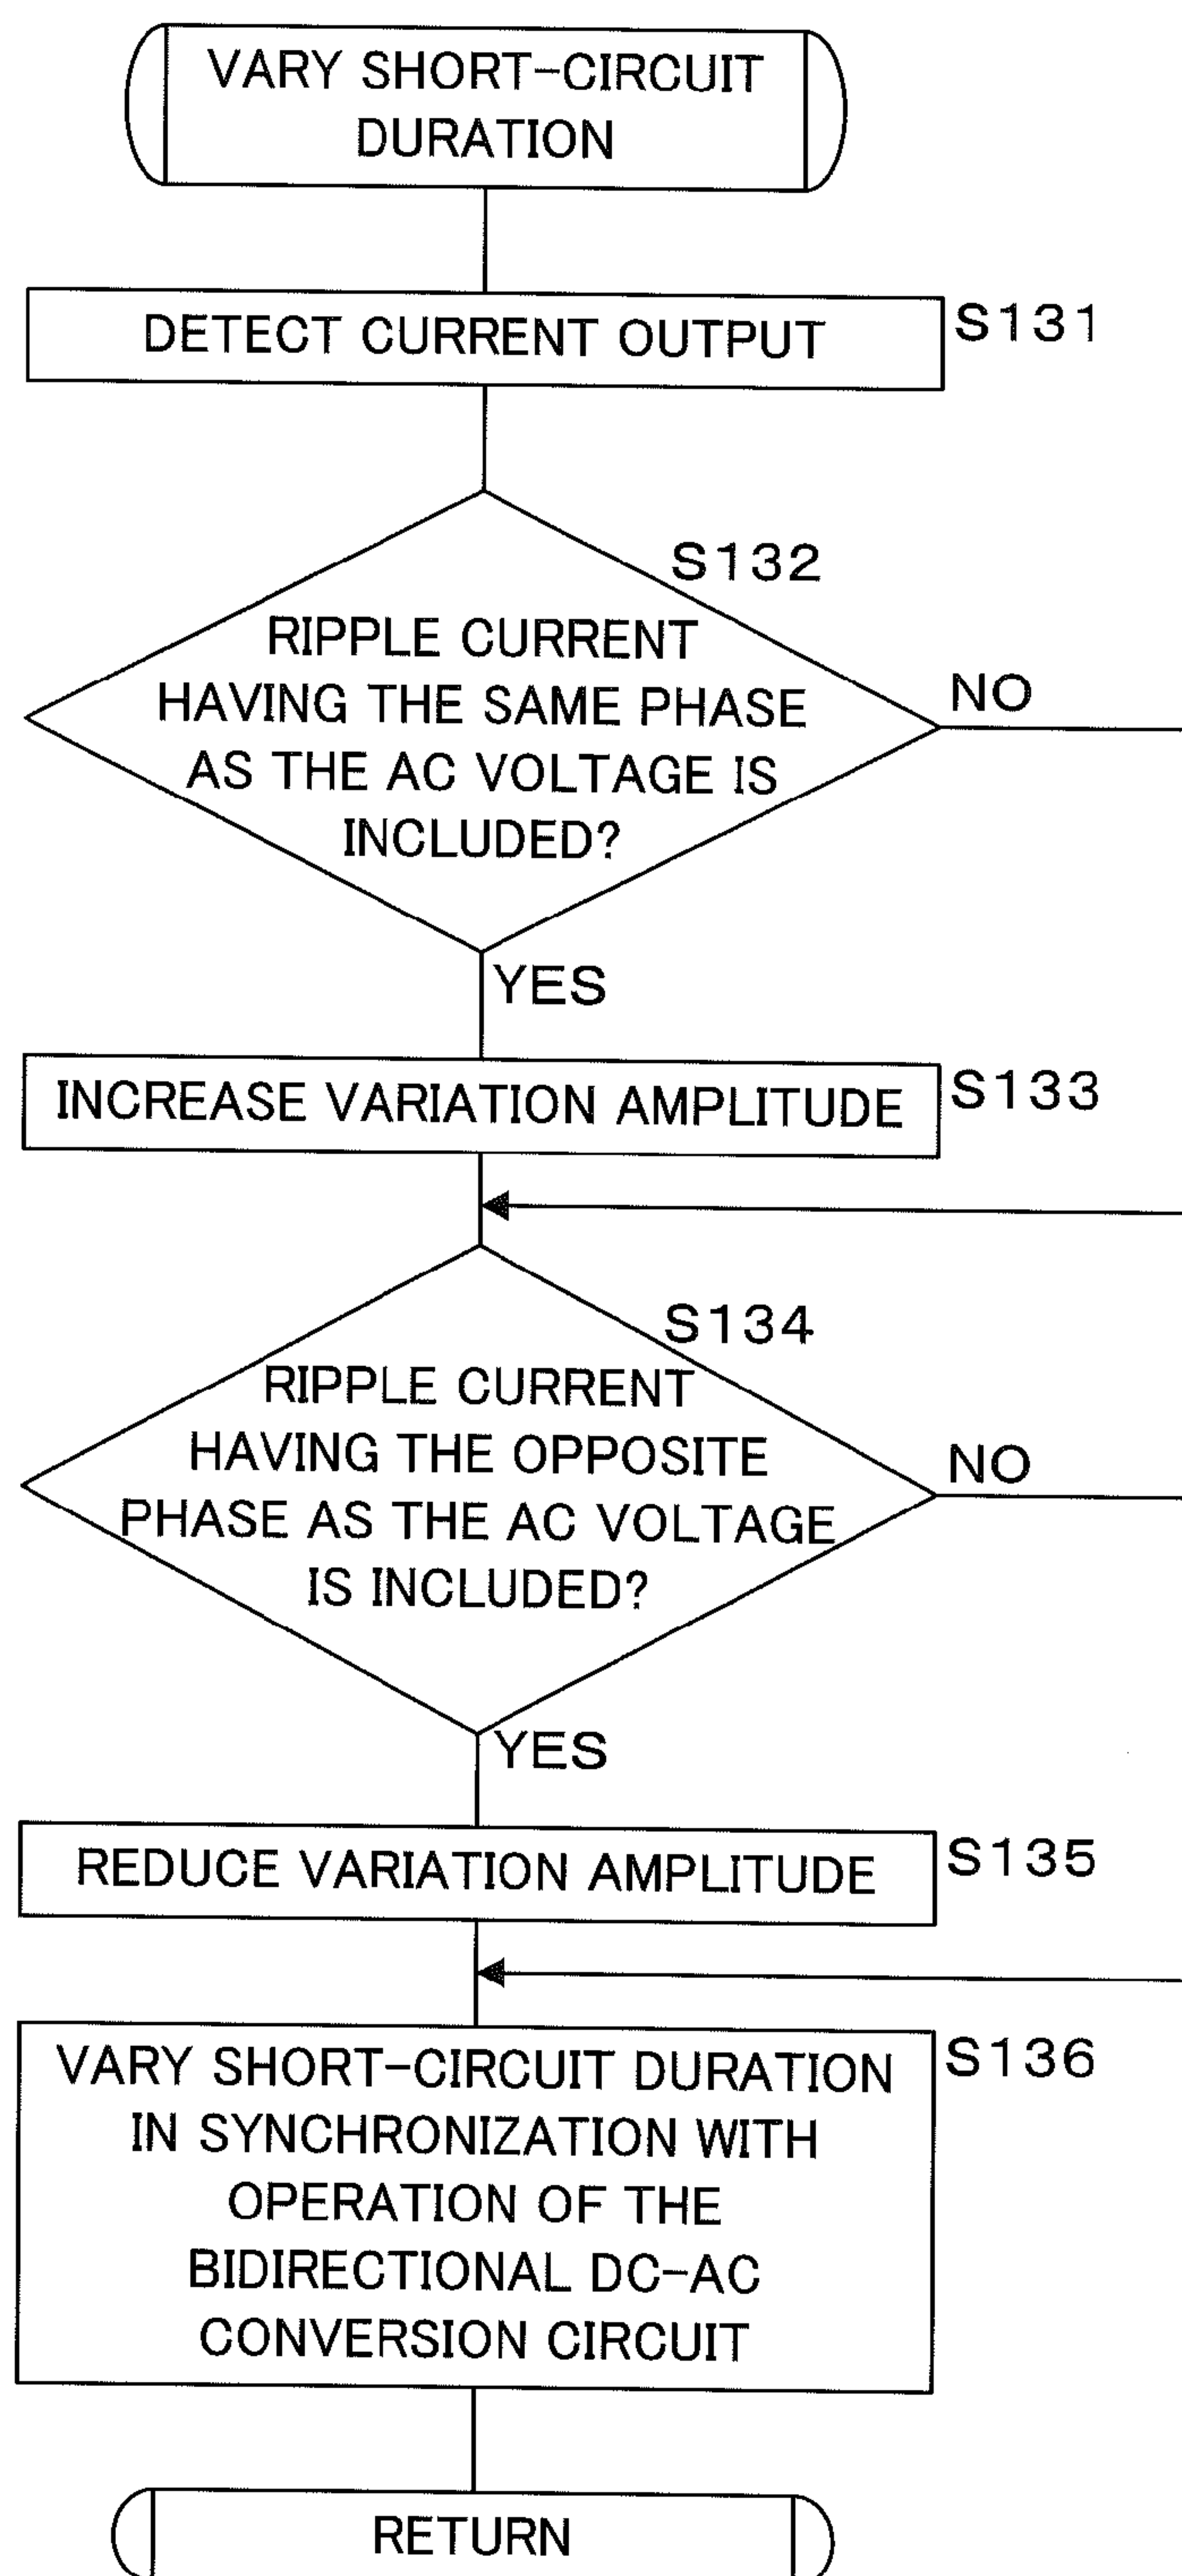 VARY SHORT-CIRCUIT
DURATION
DETECT CURRENT OUTPUT
S131
S132
RIPPLE CURRENT
HAVING THE SAME PHASE
AS THE AC VOLTAGE IS
INCLUDED?
NO
YES
INCREASE VARIATION AMPLITUDE
S133
S134
RIPPLE CURRENT
HAVING THE OPPOSITE
PHASE AS THE AC VOLTAGE
IS INCLUDED?
NO
YES
REDUCE VARIATION AMPLITUDE
S135
VARY SHORT-CIRCUIT DURATION
IN SYNCHRONIZATION WITH
OPERATION OF THE
BIDIRECTIONAL DC-AC
CONVERSION CIRCUIT
S136
RETURN